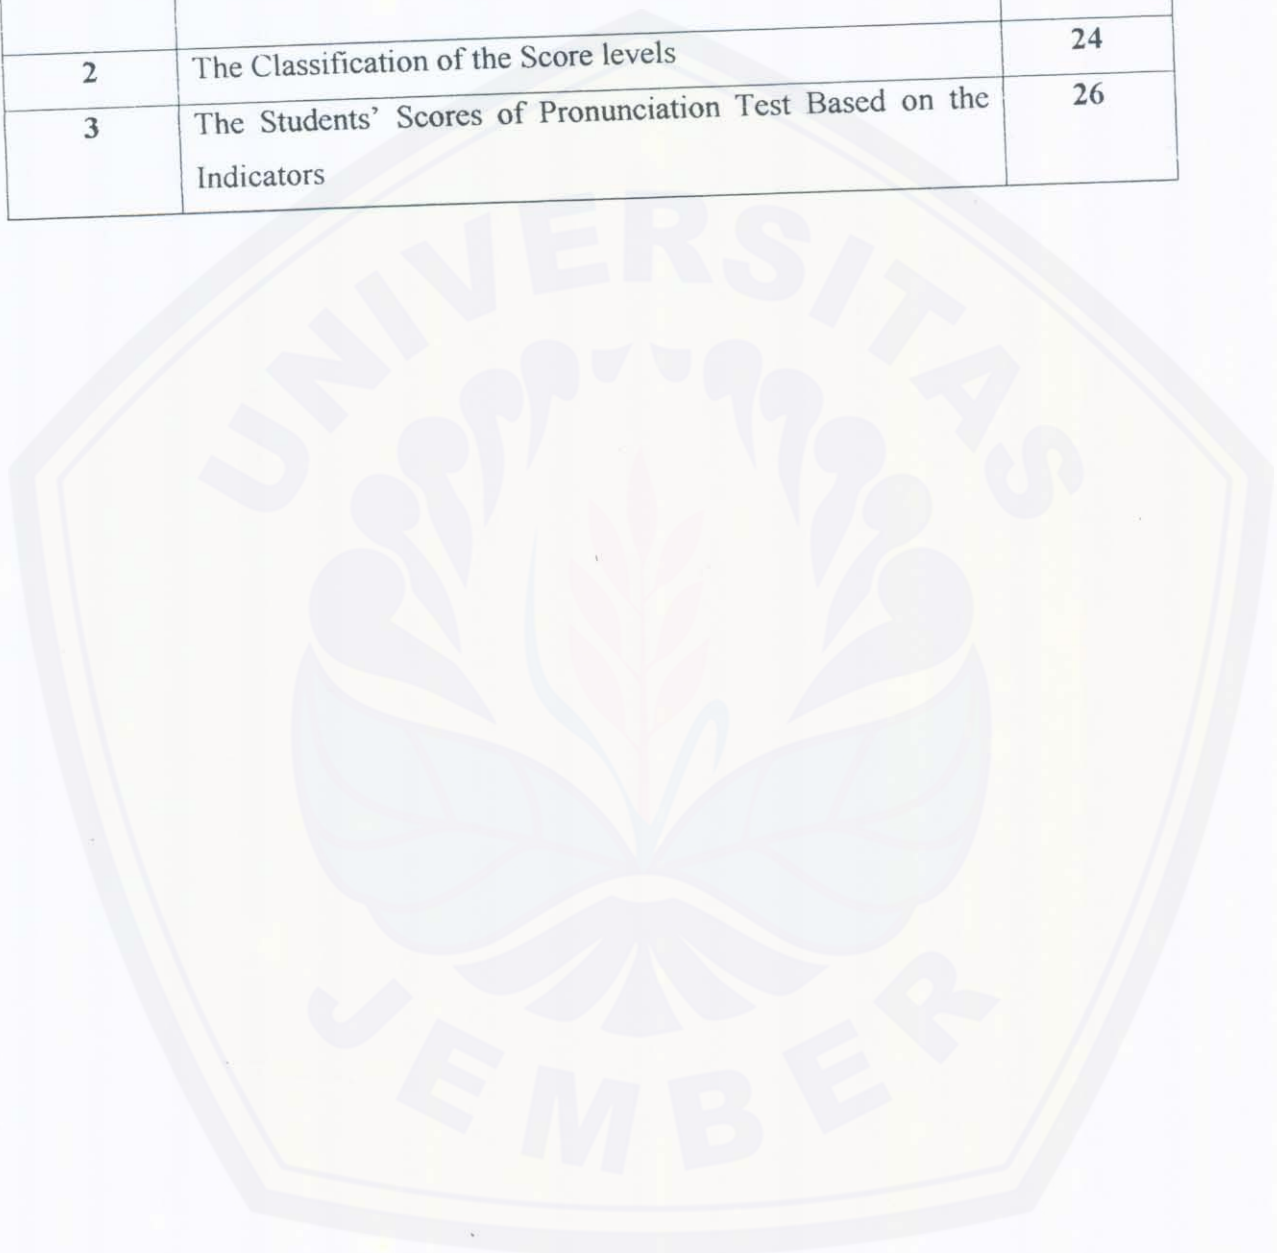 2 The Classification of the Score levels 24
3 The Students' Scores of Pronunciation Test Based on the 26
Indicators
UNIVERSITAS
JEMBER